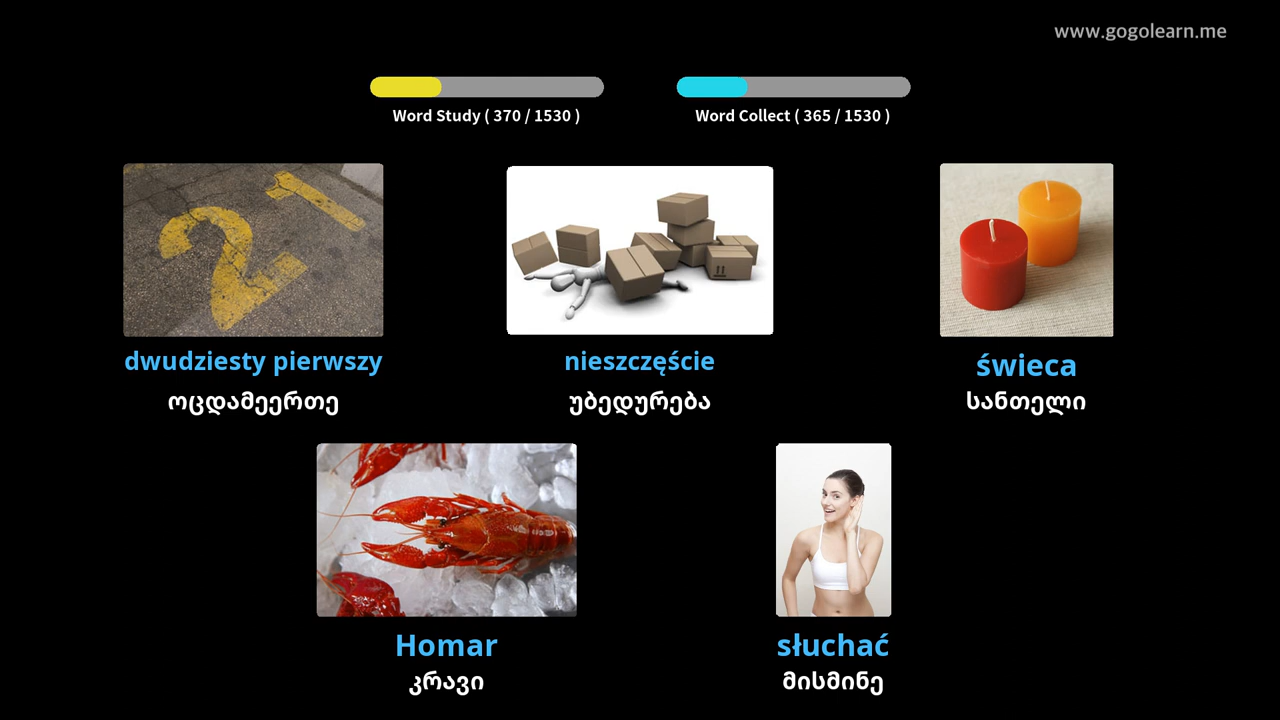 www.gogolearn.me
Word Study ( 370 / 1530 )
Word Collect ( 365 / 1530 )
21
dwudziesty pierwszy
ოცდამეერთე
nieszczęście
უბედურება
świeca
სანთელი
Homar
კრავი
słuchać
მისმინე